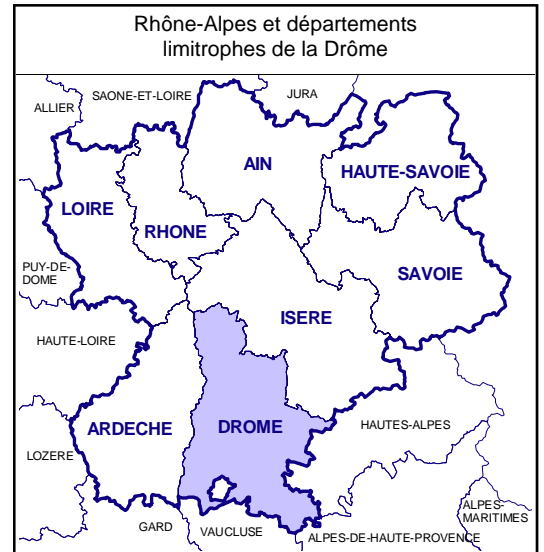 Rhône-Alpes et départements
limitrophes de la Drôme
SAONE-ET-LOIRE
JURA
ALLIER
AIN
HAUTE-SAVOIE
LOIRE
RHONE
PUY-DE-
DOME
SAVOIE
ISERE
HAUTE-LOIRE
ARDECHE
DROME
HAUTES-ALPES
LOZERE
ALPES-
MARITIMES
GARD
VAUCLUSE
ALPES-DE-HAUTE-PROVENCE